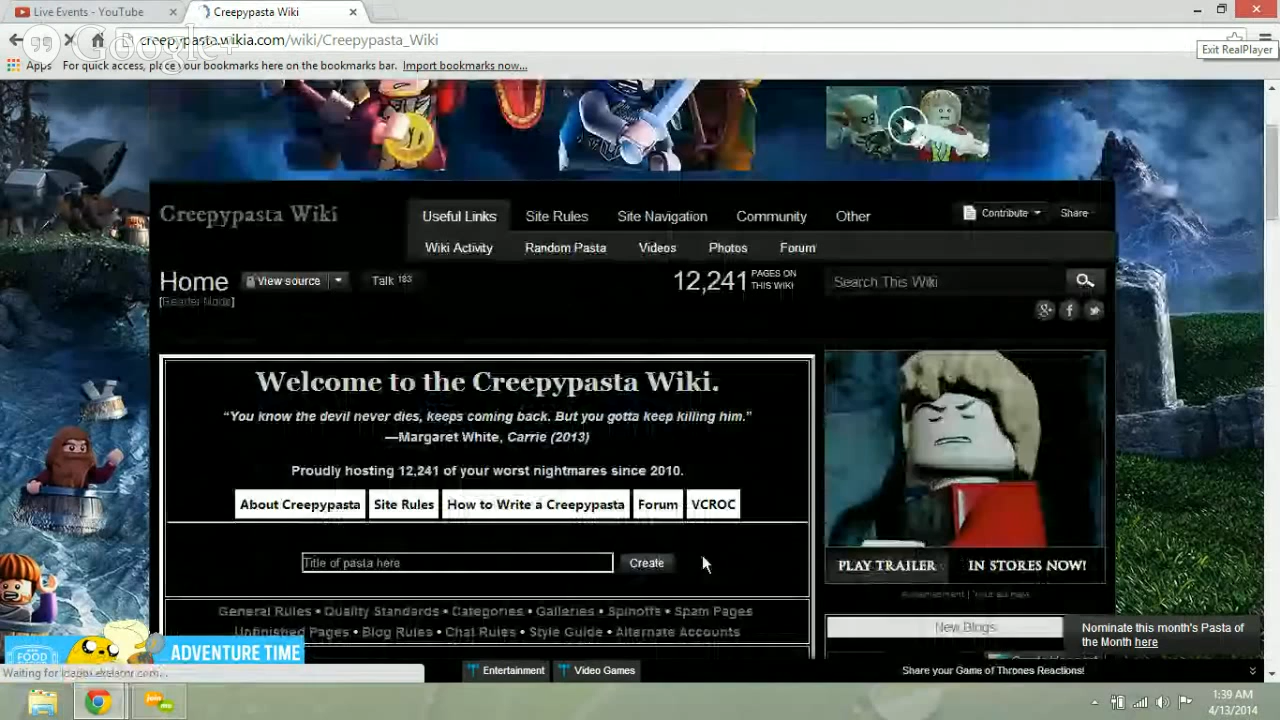 Live Events - YouTube
Creepypasta Wiki
Google+
creepypasta.wikia.com/wiki/Creepypasta_Wiki
Exit RealPlayer
Apps For quick access, place your bookmarks here on the bookmarks bar. Import bookmarks now...
Creepypasta Wiki
Useful Links Site Rules Site Navigation Community Other
Contribute Share
Wiki Activity Random Pasta Videos Photos Forum
Home View source Talk 183
12,241 PAGES ON THIS WIKI
Search This Wiki
[Reader Mode]
Welcome to the Creepypasta Wiki.
“You know the devil never dies, keeps coming back. But you gotta keep killing him.”
—Margaret White, Carrie (2013)
Proudly hosting 12,241 of your worst nightmares since 2010.
About Creepypasta Site Rules How to Write a Creepypasta Forum VCROC
Title of pasta here Create
PLAY TRAILER IN STORES NOW!
General Rules • Quality Standards • Categories • Galleries • Spinoffs • Spam Pages
Unfinished Pages • Blog Rules • Chat Rules • Style Guide • Alternate Accounts
New Blogs
Nominate this month's Pasta of
the Month here
FOOD
ADVENTURE TIME
Entertainment Video Games
Share your Game of Thrones Reactions!
1:39 AM
4/13/2014